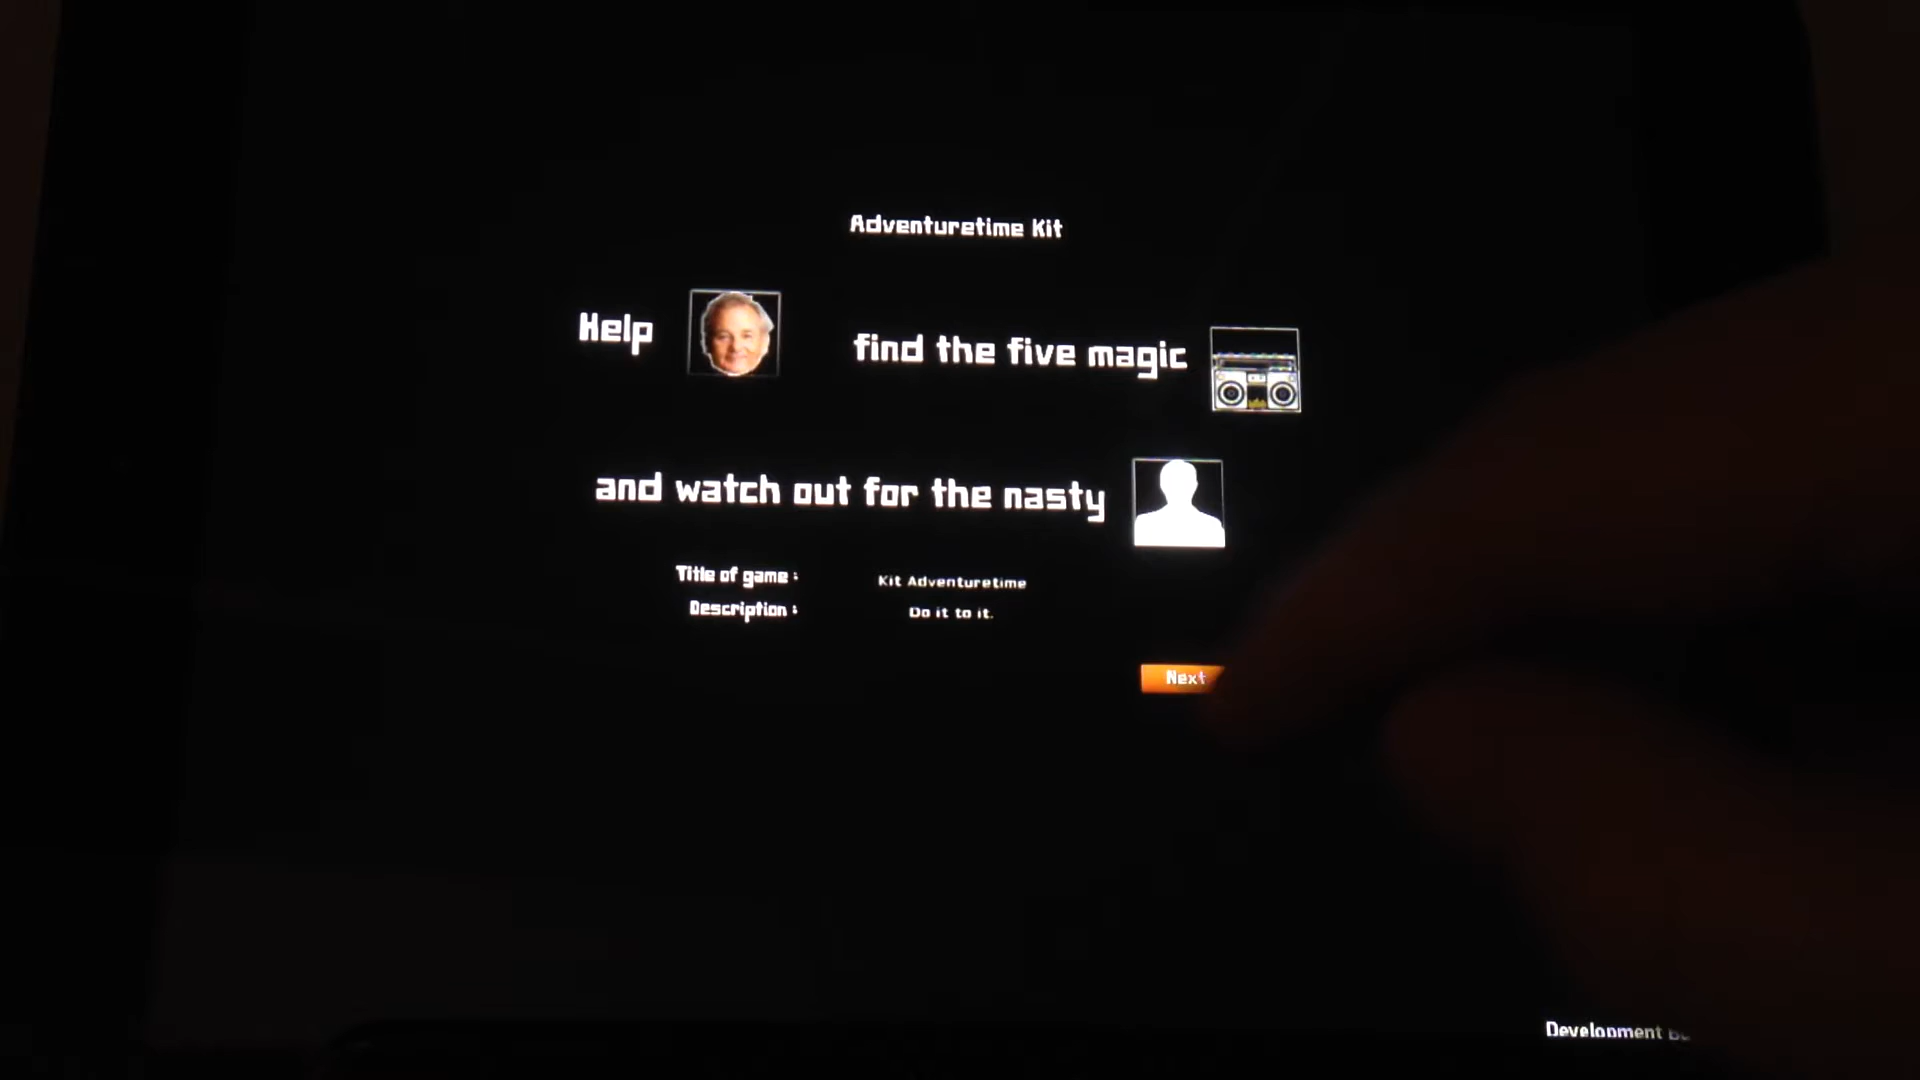 Adventuretime Kit
Help find the five magic
and watch out for the nasty
Title of game : Kit Adventuretime
Description : Do it to it.
Next
Development